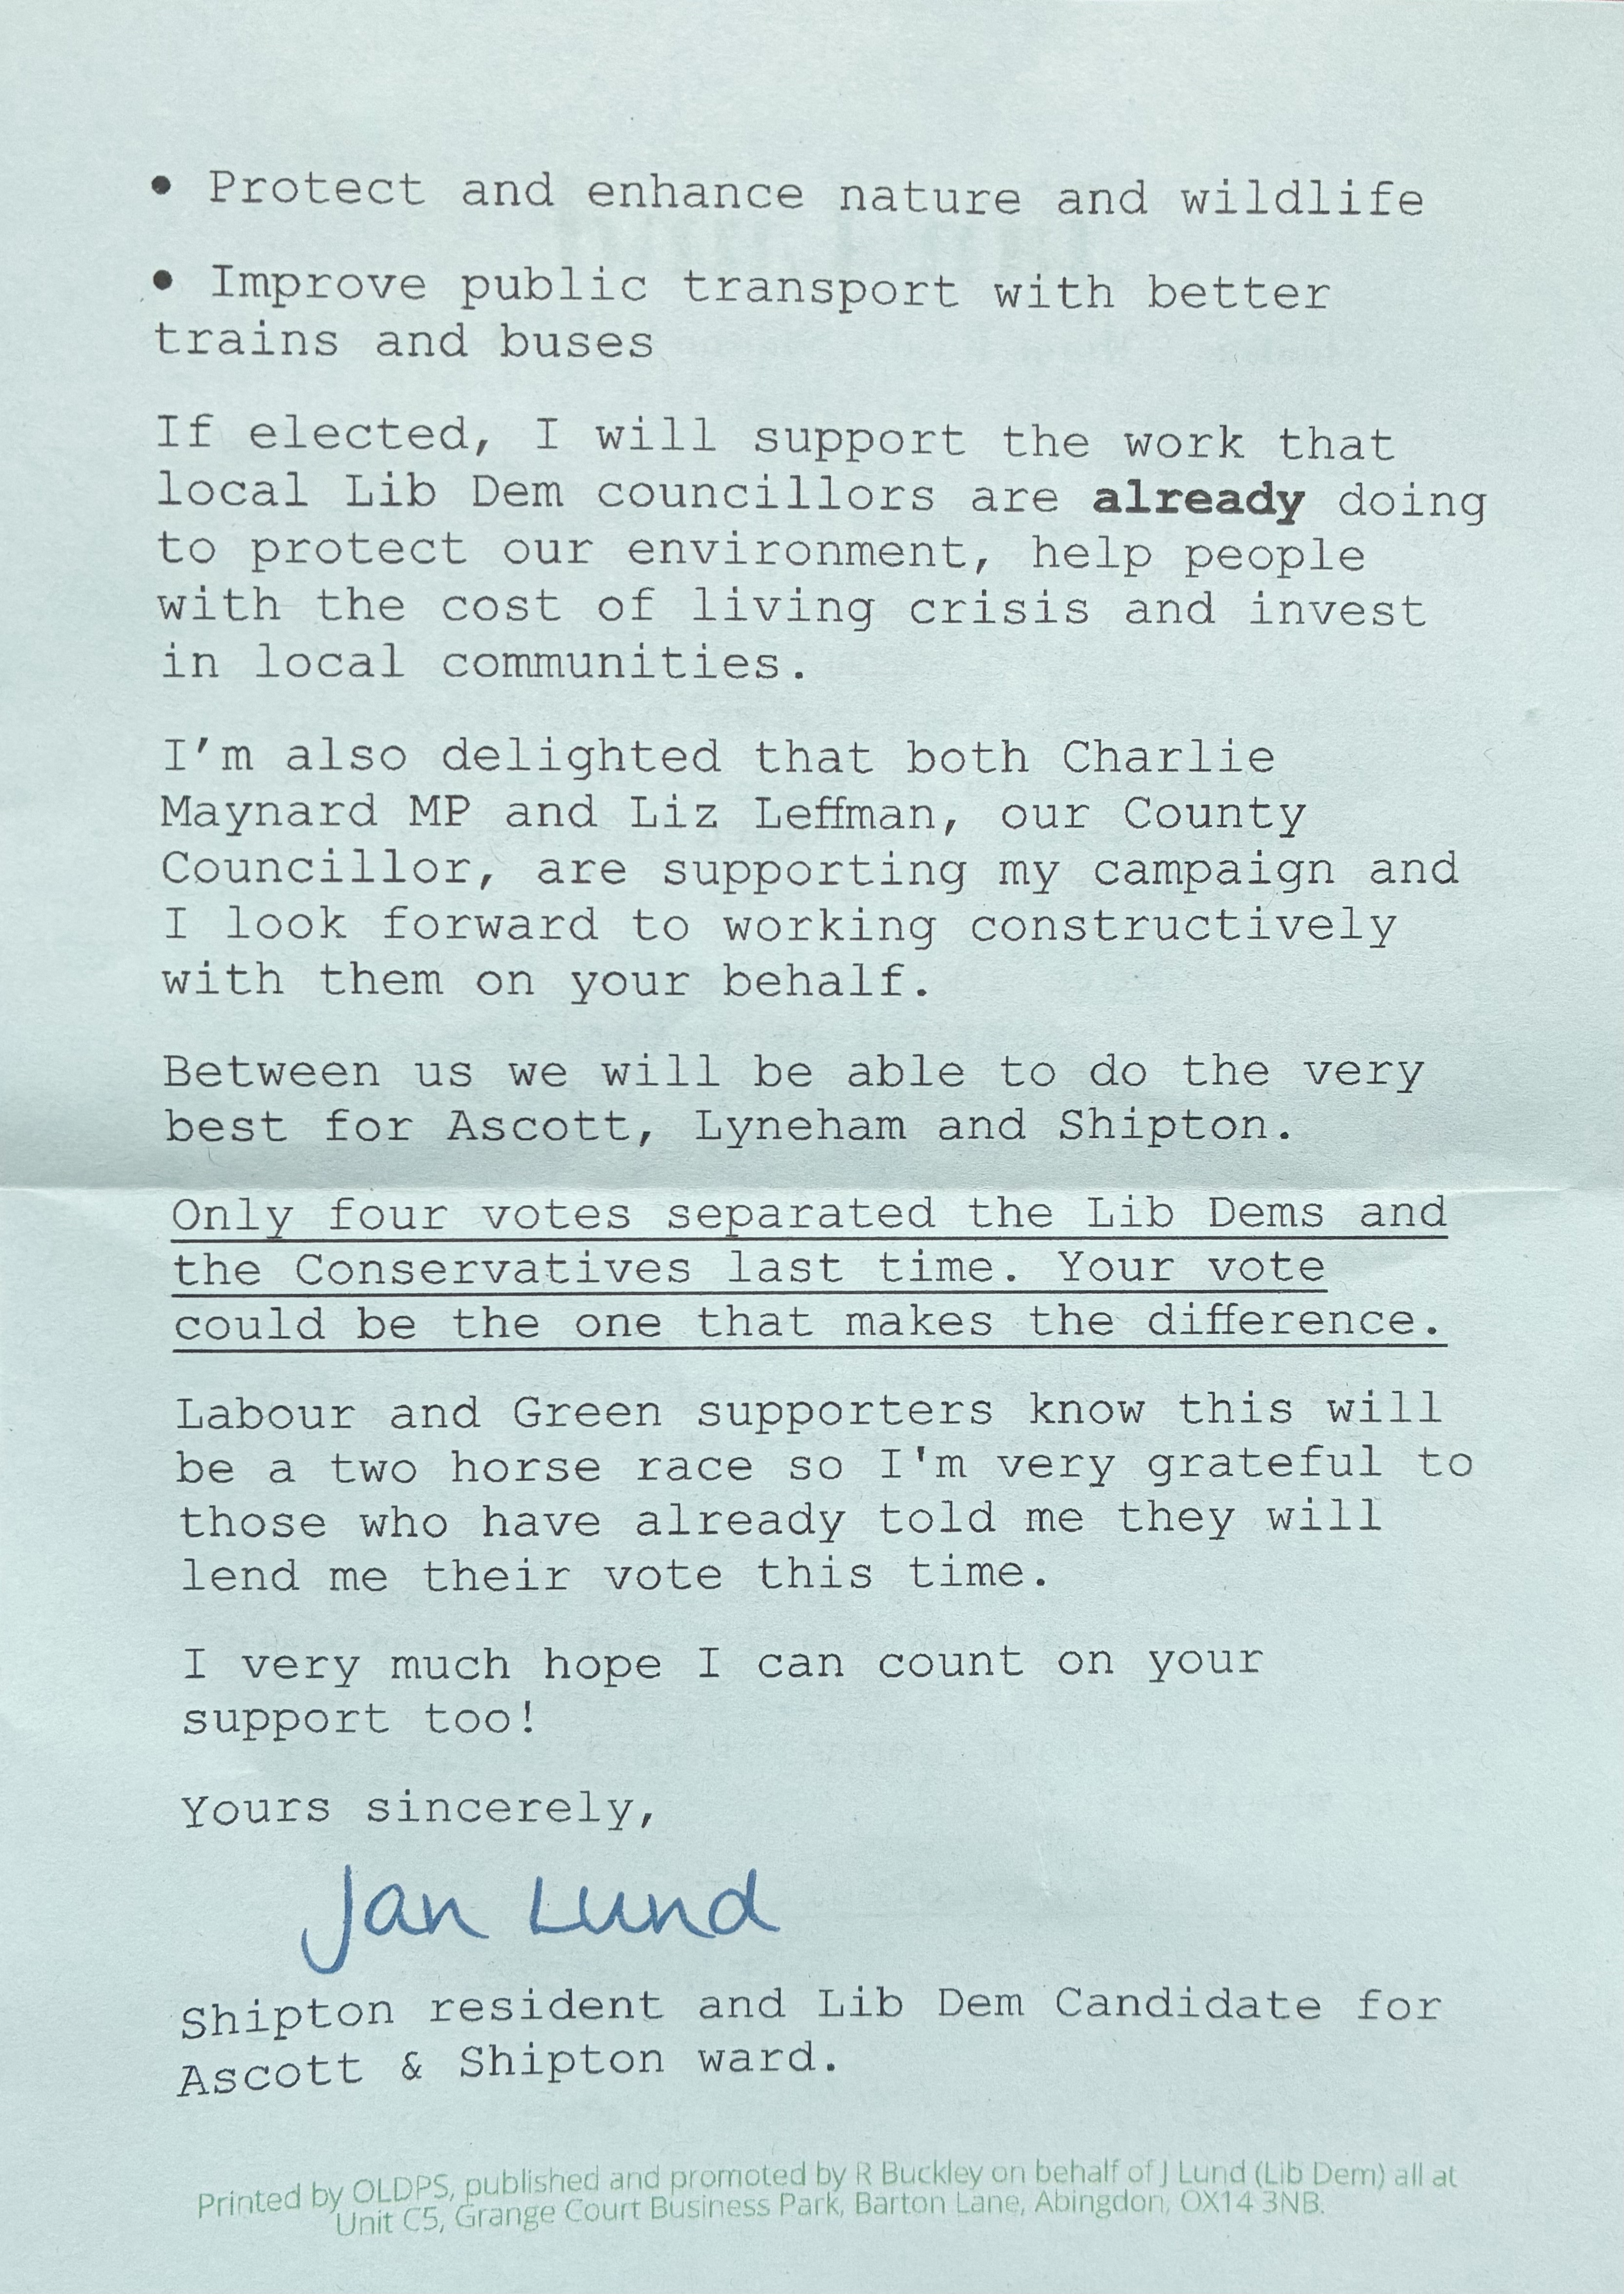 • Protect and enhance nature and wildlife
• Improve public transport with better
trains and buses
If elected, I will support the work that
local Lib Dem councillors are already doing
to protect our environment, help people
with the cost of living crisis and invest
in local communities.
I’m also delighted that both Charlie
Maynard MP and Liz Leffman, our County
Councillor, are supporting my campaign and
I look forward to working constructively
with them on your behalf.
Between us we will be able to do the very
best for Ascott, Lyneham and Shipton.
Only four votes separated the Lib Dems and
the Conservatives last time. Your vote
could be the one that makes the difference.
Labour and Green supporters know this will
be a two horse race so I'm very grateful to
those who have already told me they will
lend me their vote this time.
I very much hope I can count on your
support too!
Yours sincerely,
Jan Lund
Shipton resident and Lib Dem Candidate for
Ascott & Shipton ward.
Printed by OLDPS, published and promoted by R Buckley on behalf of J Lund (Lib Dem) all at
Unit C5, Grange Court Business Park, Barton Lane, Abingdon, OX14 3NB.